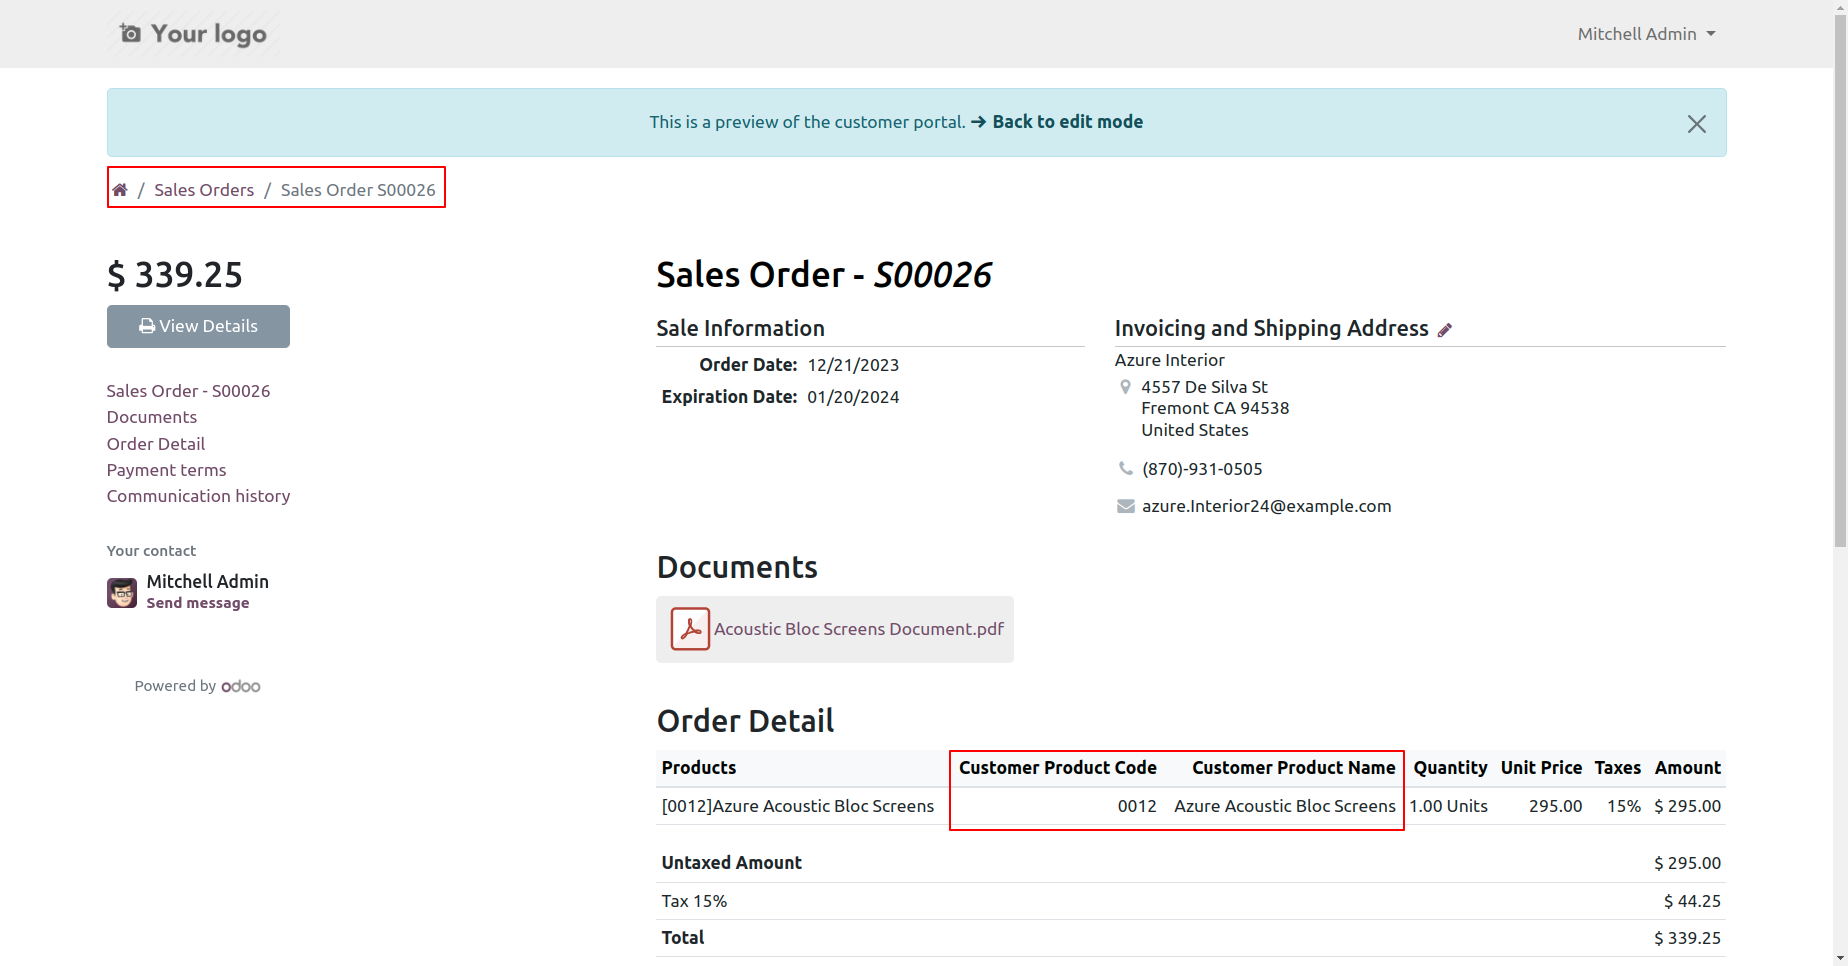 Your logo
Mitchell Admin
This is a preview of the customer portal. → Back to edit mode
/ Sales Orders / Sales Order S00026
$ 339.25
View Details
Sales Order - S00026
Documents
Order Detail
Payment terms
Communication history
Your contact
Mitchell Admin
Send message
Powered by odoo
Sales Order - S00026
Sale Information
Order Date: 12/21/2023
Expiration Date: 01/20/2024
Invoicing and Shipping Address
Azure Interior
4557 De Silva St
Fremont CA 94538
United States
(870)-931-0505
azure.Interior24@example.com
Documents
Acoustic Bloc Screens Document.pdf
Order Detail
Products Customer Product Code Customer Product Name Quantity Unit Price Taxes Amount
[0012]Azure Acoustic Bloc Screens 0012 Azure Acoustic Bloc Screens 1.00 Units 295.00 15% $ 295.00
Untaxed Amount $ 295.00
Tax 15% $ 44.25
Total $ 339.25